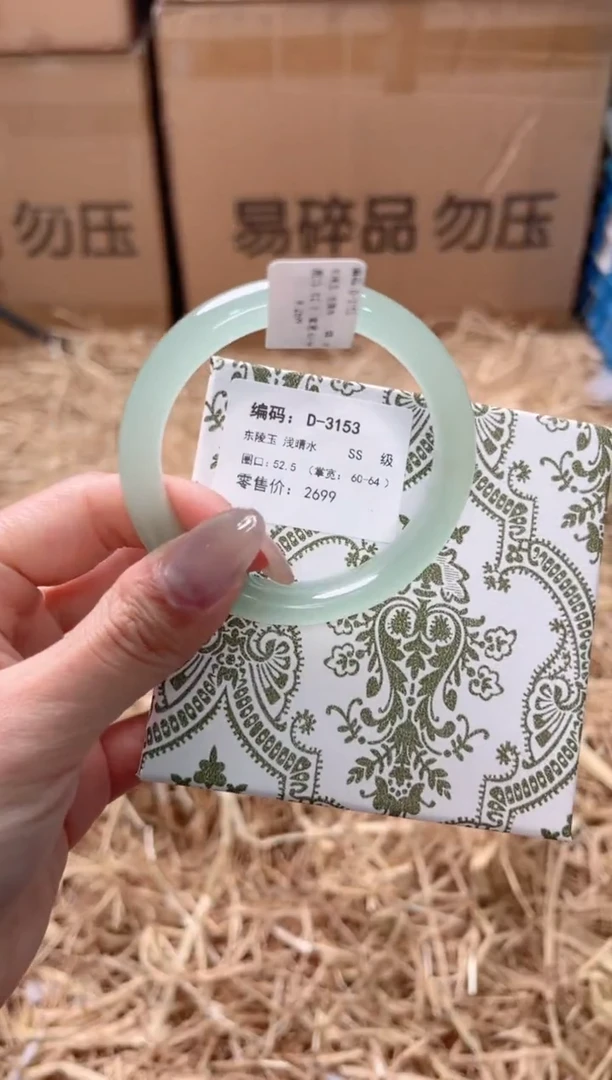 勿压
易碎品 勿压
编码: D-3153
东陵玉 浅晴水 SS 级
圈口: 52.5 (掌宽: 60-64)
零售价: 2699